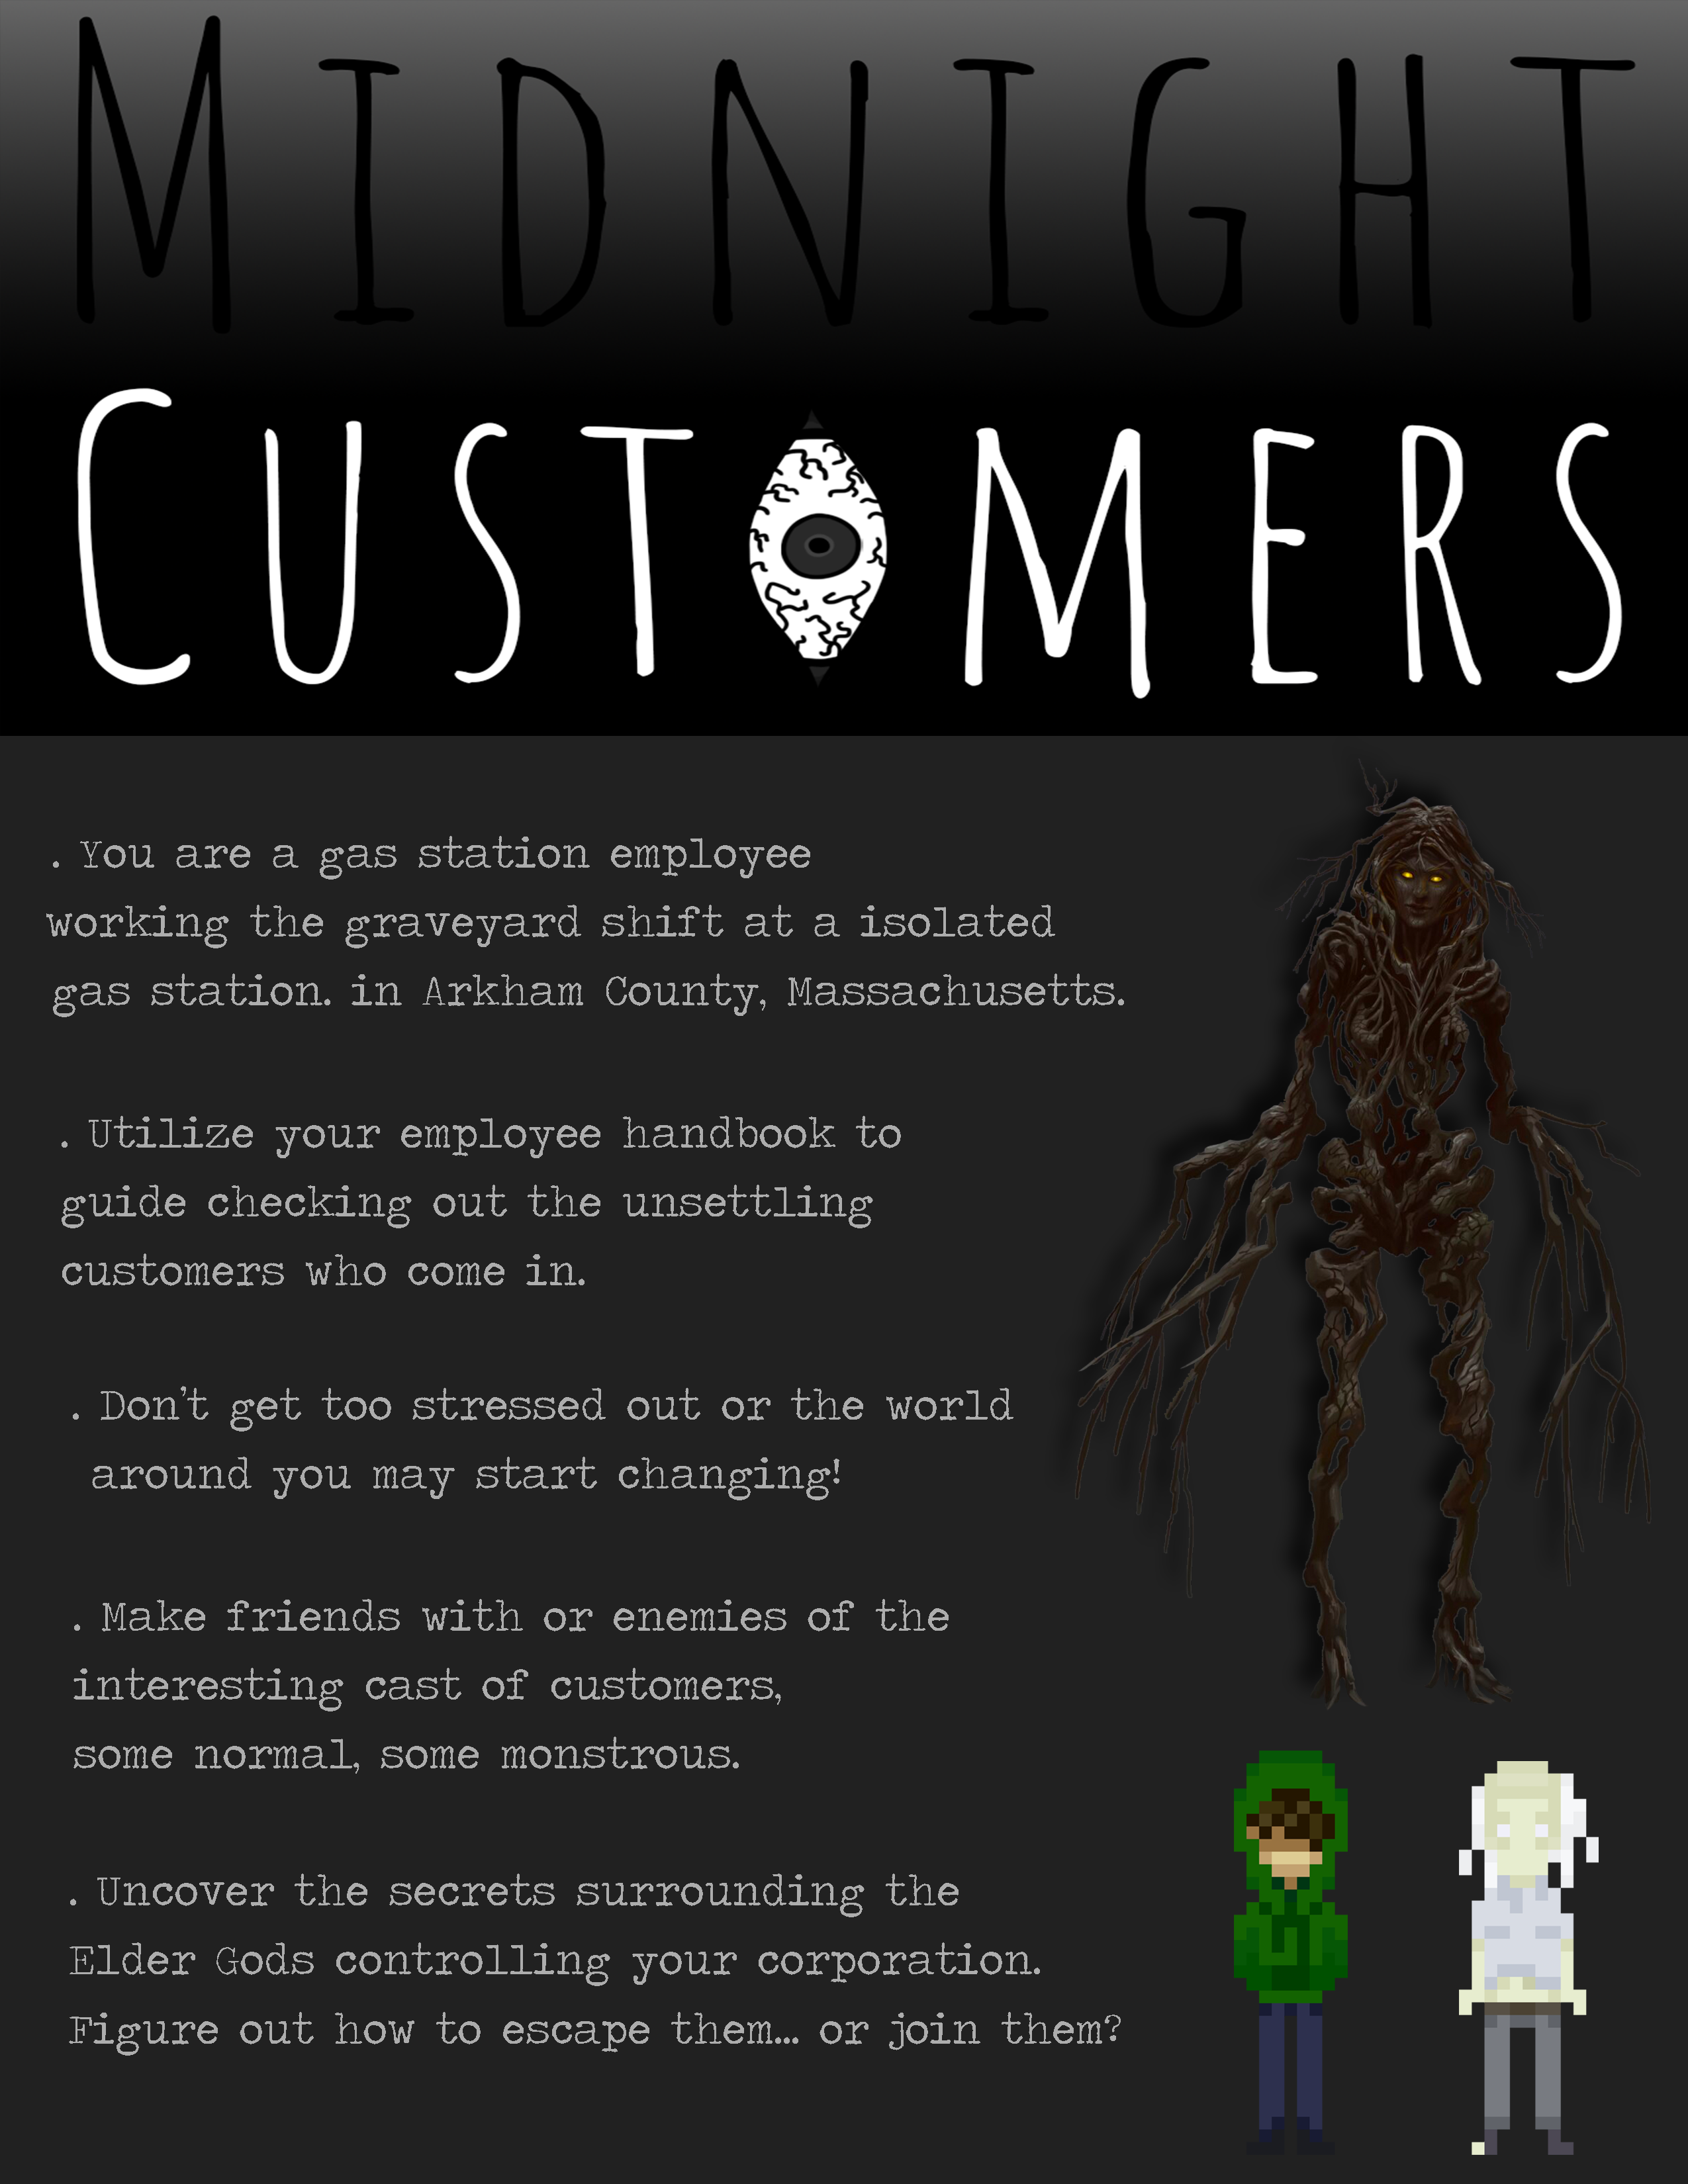 MIDNIGHT
CUSTOMERS
. You are a gas station employee
working the graveyard shift at a isolated
gas station. in Arkham County, Massachusetts.
. Utilize your employee handbook to
guide checking out the unsettling
customers who come in.
. Don't get too stressed out or the world
around you may start changing!
. Make friends with or enemies of the
interesting cast of customers,
some normal, some monstrous.
. Uncover the secrets surrounding the
Elder Gods controlling your corporation.
Figure out how to escape them... or join them?